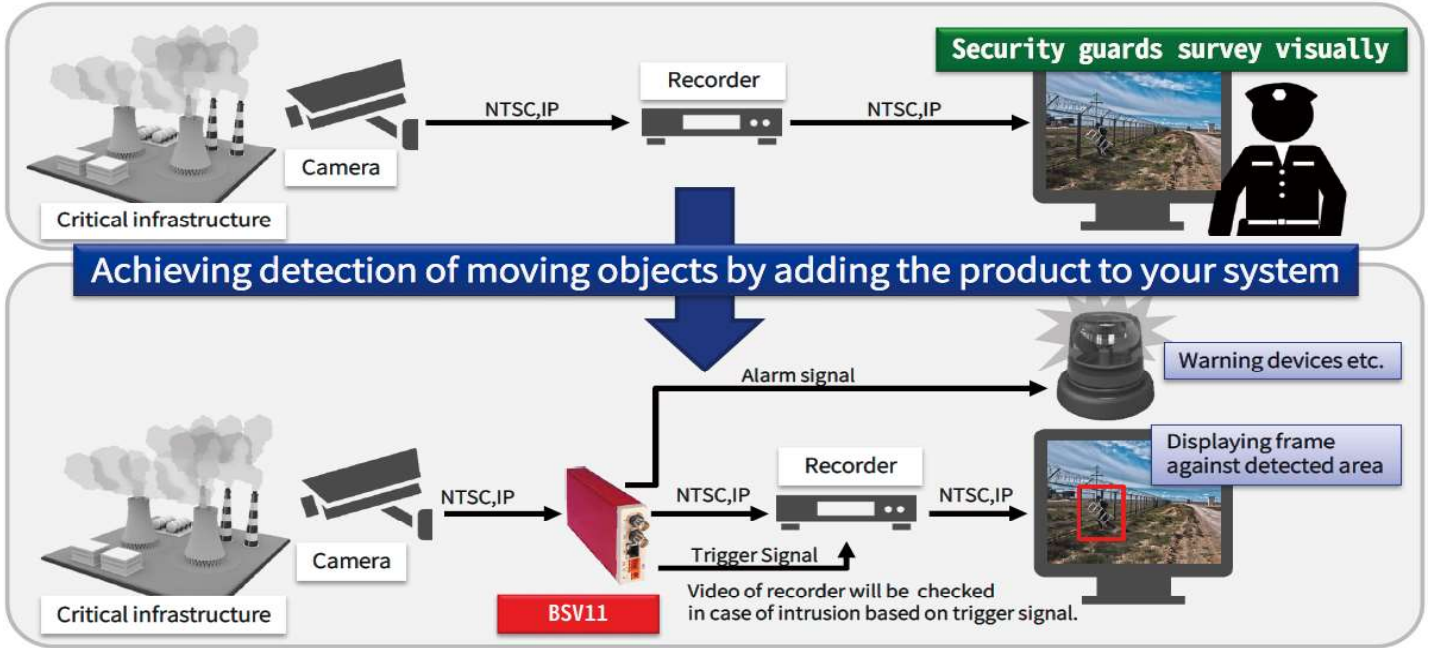 Security guards survey visually
Recorder
NTSC,IP
NTSC,IP
Camera
Critical infrastructure
Achieving detection of moving objects by adding the product to your system
Alarm signal
Warning devices etc.
Displaying frame
against detected area
Recorder
NTSC,IP
NTSC,IP
NTSC,IP
Camera
Trigger Signal
Video of recorder will be checked
in case of intrusion based on trigger signal.
Critical infrastructure
BSV11